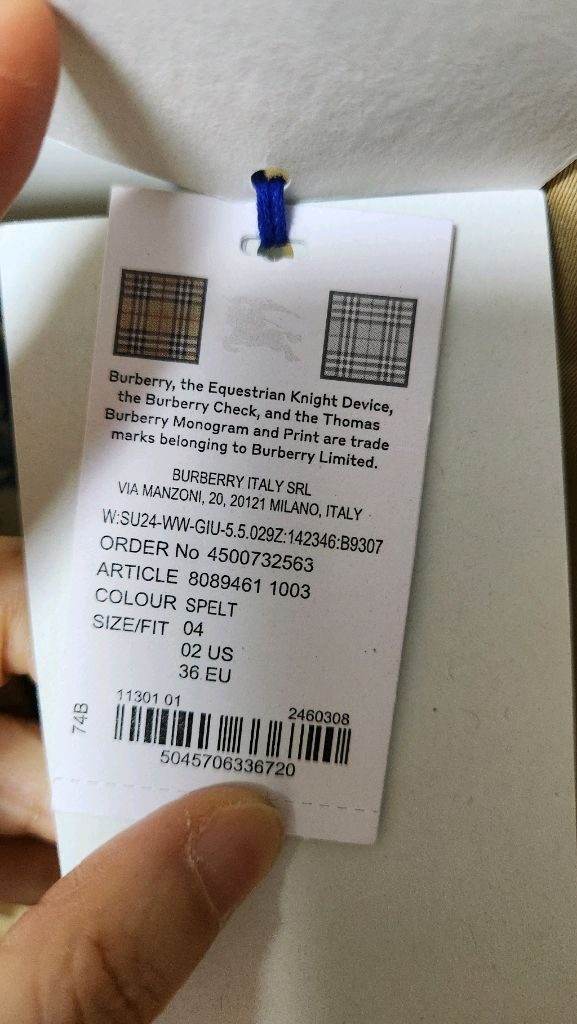 Burberry, the Equestrian Knight Device,
the Burberry Check, and the Thomas
Burberry Monogram and Print are trade
marks belonging to Burberry Limited.
BURBERRY ITALY SRL
VIA MANZONI, 20, 20121 MILANO, ITALY
W:SU24-WW-GIU-5.5.029Z:142346:B9307
ORDER No 4500732563
ARTICLE 8089461 1003
COLOUR SPELT
SIZE/FIT 04
02 US
36 EU
74B
11301 01
2460308
5045706336720